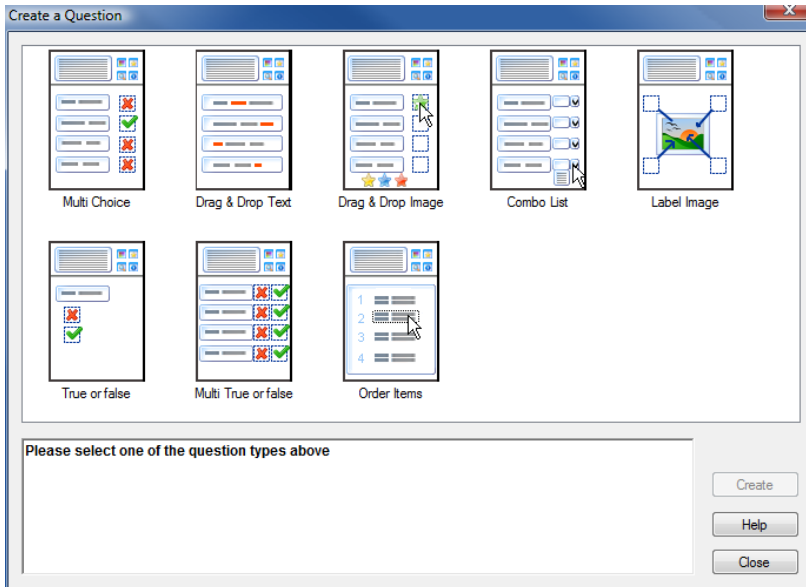 Create a Question
Multi Choice
Drag & Drop Text
Drag & Drop Image
Combo List
Label Image
1
2
3
4
True or false
Multi True or false
Order Items
Please select one of the question types above
Create
Help
Close